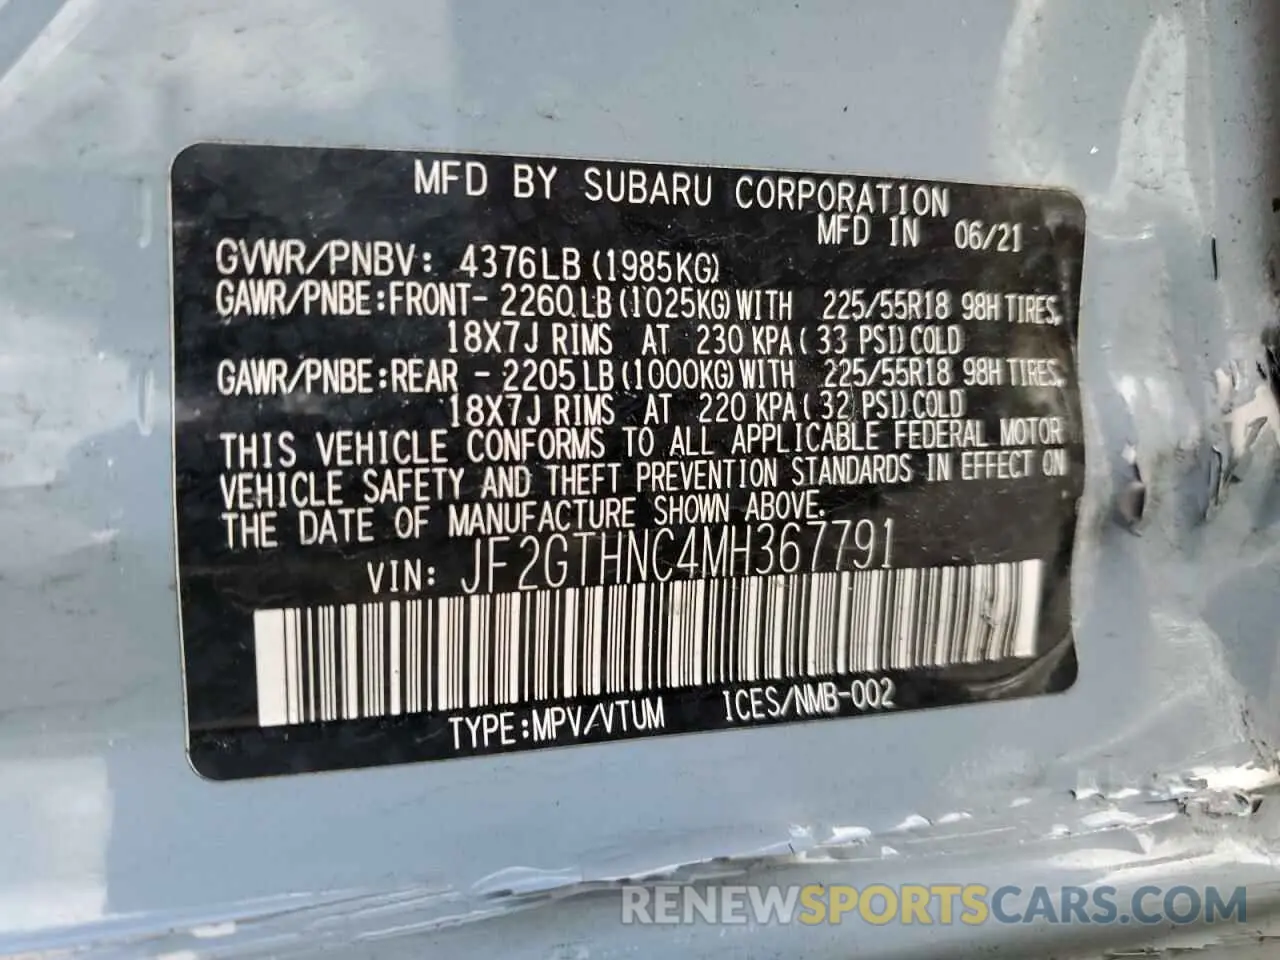 MFD BY SUBARU CORPORATION
MFD IN 06/21
GVWR/PNBV: 4376LB (1985KG)
GAWR/PNBE:FRONT- 2260LB (1025KG) WITH 225/55R18 98H TIRES,
18X7J RIMS AT 230 KPA ( 33 PSI) COLD
GAWR/PNBE:REAR - 2205LB (1000KG) WITH 225/55R18 98H TIRES,
18X7J RIMS AT 220 KPA ( 32 PSI) COLD
THIS VEHICLE CONFORMS TO ALL APPLICABLE FEDERAL MOTOR
VEHICLE SAFETY AND THEFT PREVENTION STANDARDS IN EFFECT ON
THE DATE OF MANUFACTURE SHOWN ABOVE.
VIN: JF2GTHNC4MH367791
TYPE:MPV/VTUM ICES/NMB-002
RENEWSPORTSCARS.COM